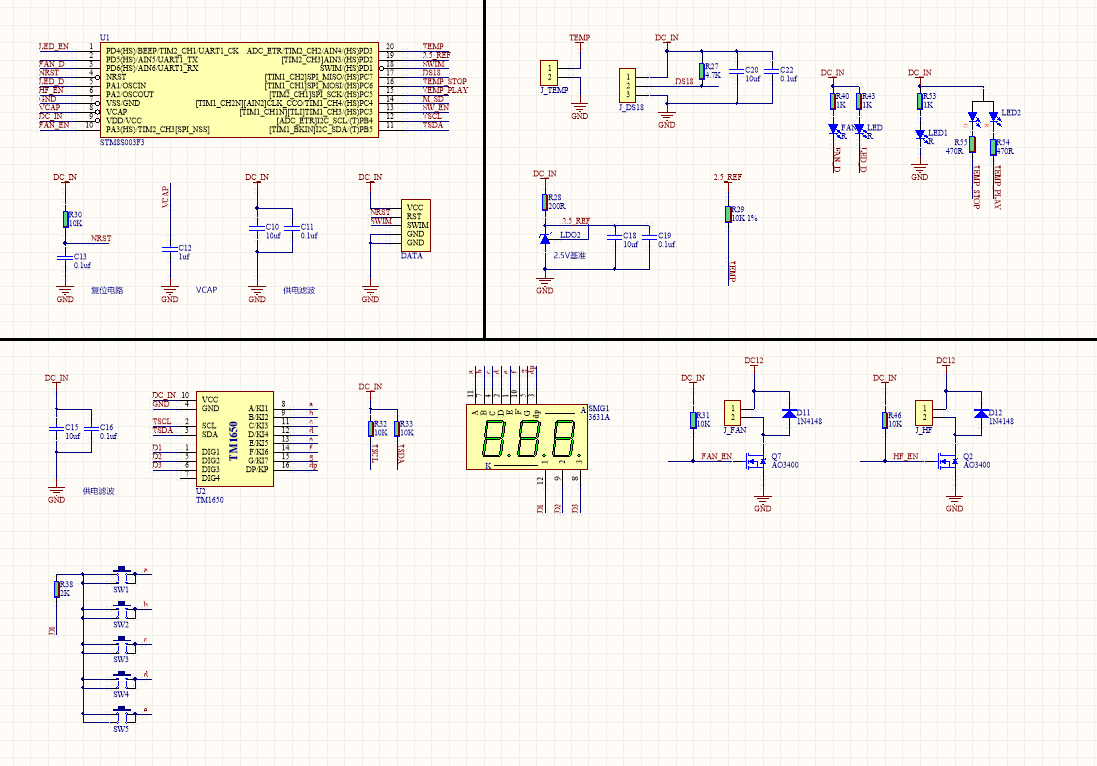 U1
LED_EN 1 PD4(HS)/BEEP/TIM2_CH1/UART1_CK ADC_ETR/TIM2_CH2/AIN4/(HS)PD3 20 TEMP
2 PD5(HS)/AIN5/UART1_TX [TIM2_CH3]AIN3/(HS)PD2 19 2.5_REF
FAN_D 3 PD6(HS)/AIN6/UART1_RX SWIM/(HS)PD1 18 SWIM
NRST 4 NRST [TIM1_CH2]SPI_MISO/(HS)PC7 17 DS18
LED_D 5 PA1/OSCIN [TIM1_CH1]SPI_MOSI/(HS)PC6 16 TEMP_STOP
HF_EN 6 PA2/OSCOUT [TIM2_CH1]SPI_SCK/(HS)PC5 15 TEMP_PLAY
GND 7 VSS/GND [TIM1_CH2N][AIN2]CLK_CCO/TIM1_CH4/(HS)PC4 14 M_SD
VCAP 8 VCAP [TIM1_CH1N][TLI]TIM1_CH3/(HS)PC3 13 SW_EN
DC_IN 9 VDD/VCC [ADC_ETR]I2C_SCL/(T)PB4 12 TSCL
FAN_EN 10 PA3(HS)/TIM2_CH3[SPI_NSS] [TIM1_BKIN]I2C_SDA/(T)PB5 11 TSDA
STM8S003F3
DC_IN
R30
10K
NRST
C13
0.1uf
GND
复位电路
VCAP
C12
1uf
GND
VCAP
DC_IN
C10
10uf
C11
0.1uf
GND
供电滤波
DC_IN
VCC
NRST RST
SWIM SWIM
GND
GND
DATA
GND
TEMP
1
2
J_TEMP
GND
DC_IN
1
2
3
J_DS18
DS18
R27
4.7K
C20
10uf
C22
0.1uf
GND
DC_IN
R40
1K
R43
1K
FAN
R
LED
R
FAN_D
LED_D
DC_IN
R53
1K
LED1
R
GND
LED2
R55
470R
R54
470R
TEMP_STOP
TEMP_PLAY
DC_IN
R28
200R
2.5_REF
LDO2
2.5V基准
C18
10uf
C19
0.1uf
GND
2.5_REF
R29
10K 1%
TEMP
DC_IN
C15
10uf
C16
0.1uf
GND
供电滤波
DC_IN 10 VCC
GND 4 GND
TSCL 2 SCL
TSDA 3 SDA
D1 1 DIG1
D2 5 DIG2
D3 6 DIG3
7 DIG4
TM1650
A/KI1 8 a
B/KI2 9 b
C/KI3 11 c
D/KI4 12 d
E/KI5 13 e
F/KI6 14 f
G/KI7 15 g
DP/KP 16 dp
U2
TM1650
DC_IN
R32
10K
R33
10K
TSCL
TSDA
a b c d e f g dp
11 7 4 2 1 10 5 3
A B C D E F G dp A
SMG1
3631A
8.8.8.
K 1 2 3
12 9 8
D1 D2 D3
DC_IN
R31
10K
FAN_EN
DC12
1
2
J_FAN
D11
1N4148
Q7
AO3400
GND
DC_IN
R46
10K
HF_EN
DC12
1
2
J_HF
D12
1N4148
Q2
AO3400
GND
R38
2K
a
SW1
b
SW2
c
SW3
d
SW4
e
SW5